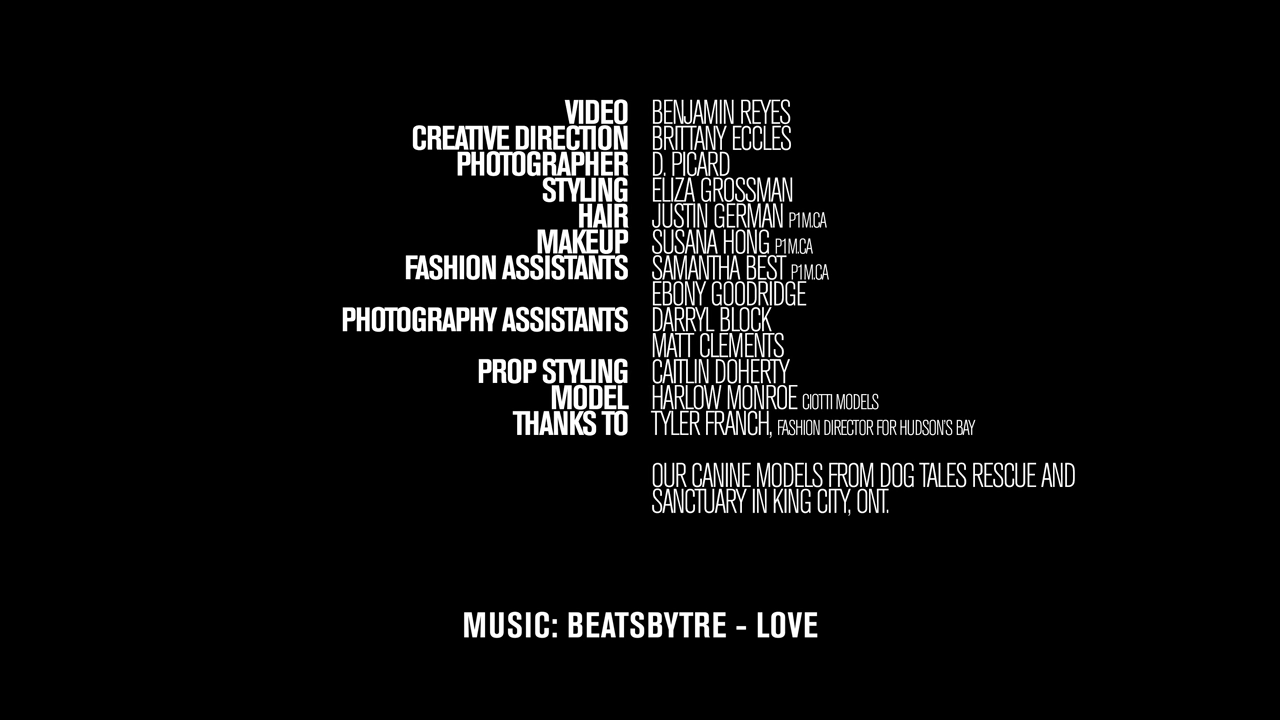 VIDEO BENJAMIN REYES
CREATIVE DIRECTION BRITTANY ECCLES
PHOTOGRAPHER D. PICARD
STYLING ELIZA GROSSMAN
HAIR JUSTIN GERMAN P1M.CA
MAKEUP SUSANA HONG P1M.CA
FASHION ASSISTANTS SAMANTHA BEST P1M.CA
EBONY GOODRIDGE
PHOTOGRAPHY ASSISTANTS DARRYL BLOCK
MATT CLEMENTS
PROP STYLING CAITLIN DOHERTY
MODEL HARLOW MONROE CIOTTI MODELS
THANKS TO TYLER FRANCH, FASHION DIRECTOR FOR HUDSON'S BAY
OUR CANINE MODELS FROM DOG TALES RESCUE AND
SANCTUARY IN KING CITY, ONT.
MUSIC: BEATSBYTRE - LOVE